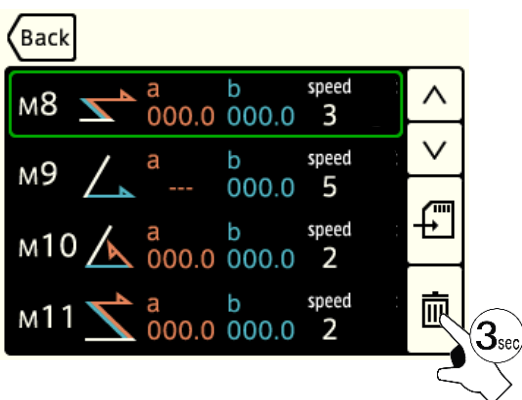 Back
M8 a b speed
000.0 000.0 3
M9 a b speed
--- 000.0 5
M10 a b speed
000.0 000.0 2
M11 a b speed
000.0 000.0 2
3sec